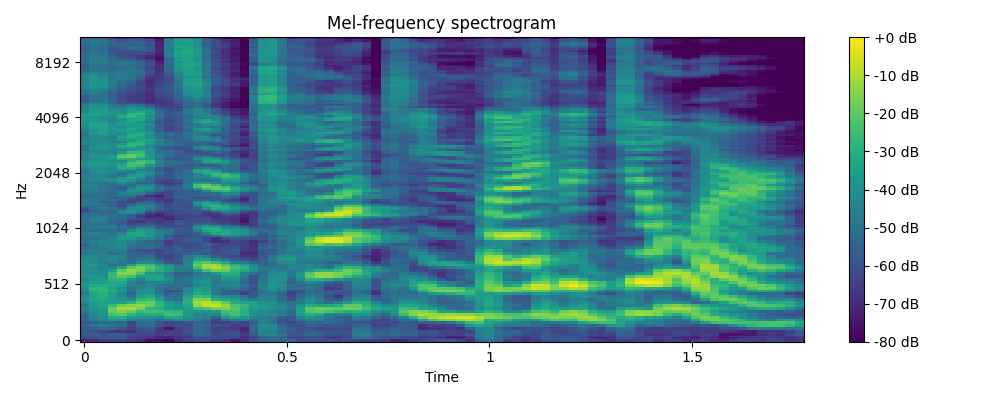 Mel-frequency spectrogram
Hz
8192
4096
2048
1024
512
0
0
0.5
1
1.5
Time
+0 dB
-10 dB
-20 dB
-30 dB
-40 dB
-50 dB
-60 dB
-70 dB
-80 dB